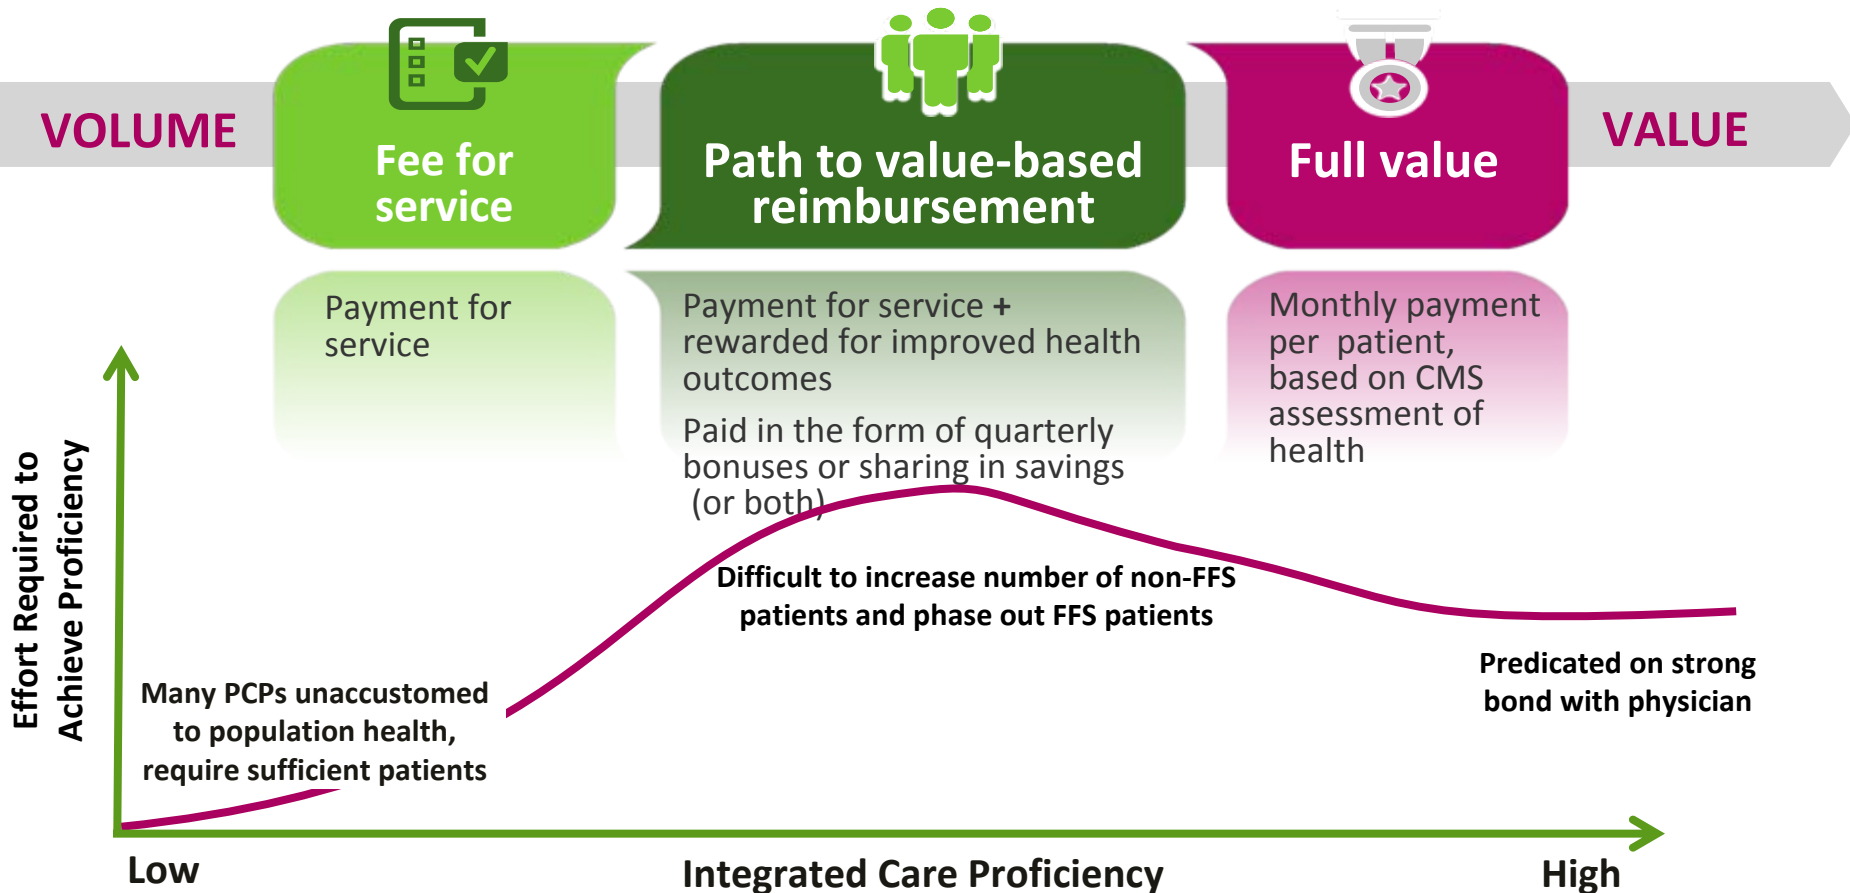 VOLUME
Fee for
service
Path to value-based
reimbursement
Full value
VALUE
Payment for
service
Payment for service +
rewarded for improved health
outcomes
Paid in the form of quarterly
bonuses or sharing in savings
(or both)
Monthly payment
per patient,
based on CMS
assessment of
health
Effort Required to
Achieve Proficiency
Many PCPs unaccustomed
to population health,
require sufficient patients
Difficult to increase number of non-FFS
patients and phase out FFS patients
Predicated on strong
bond with physician
Low
Integrated Care Proficiency
High